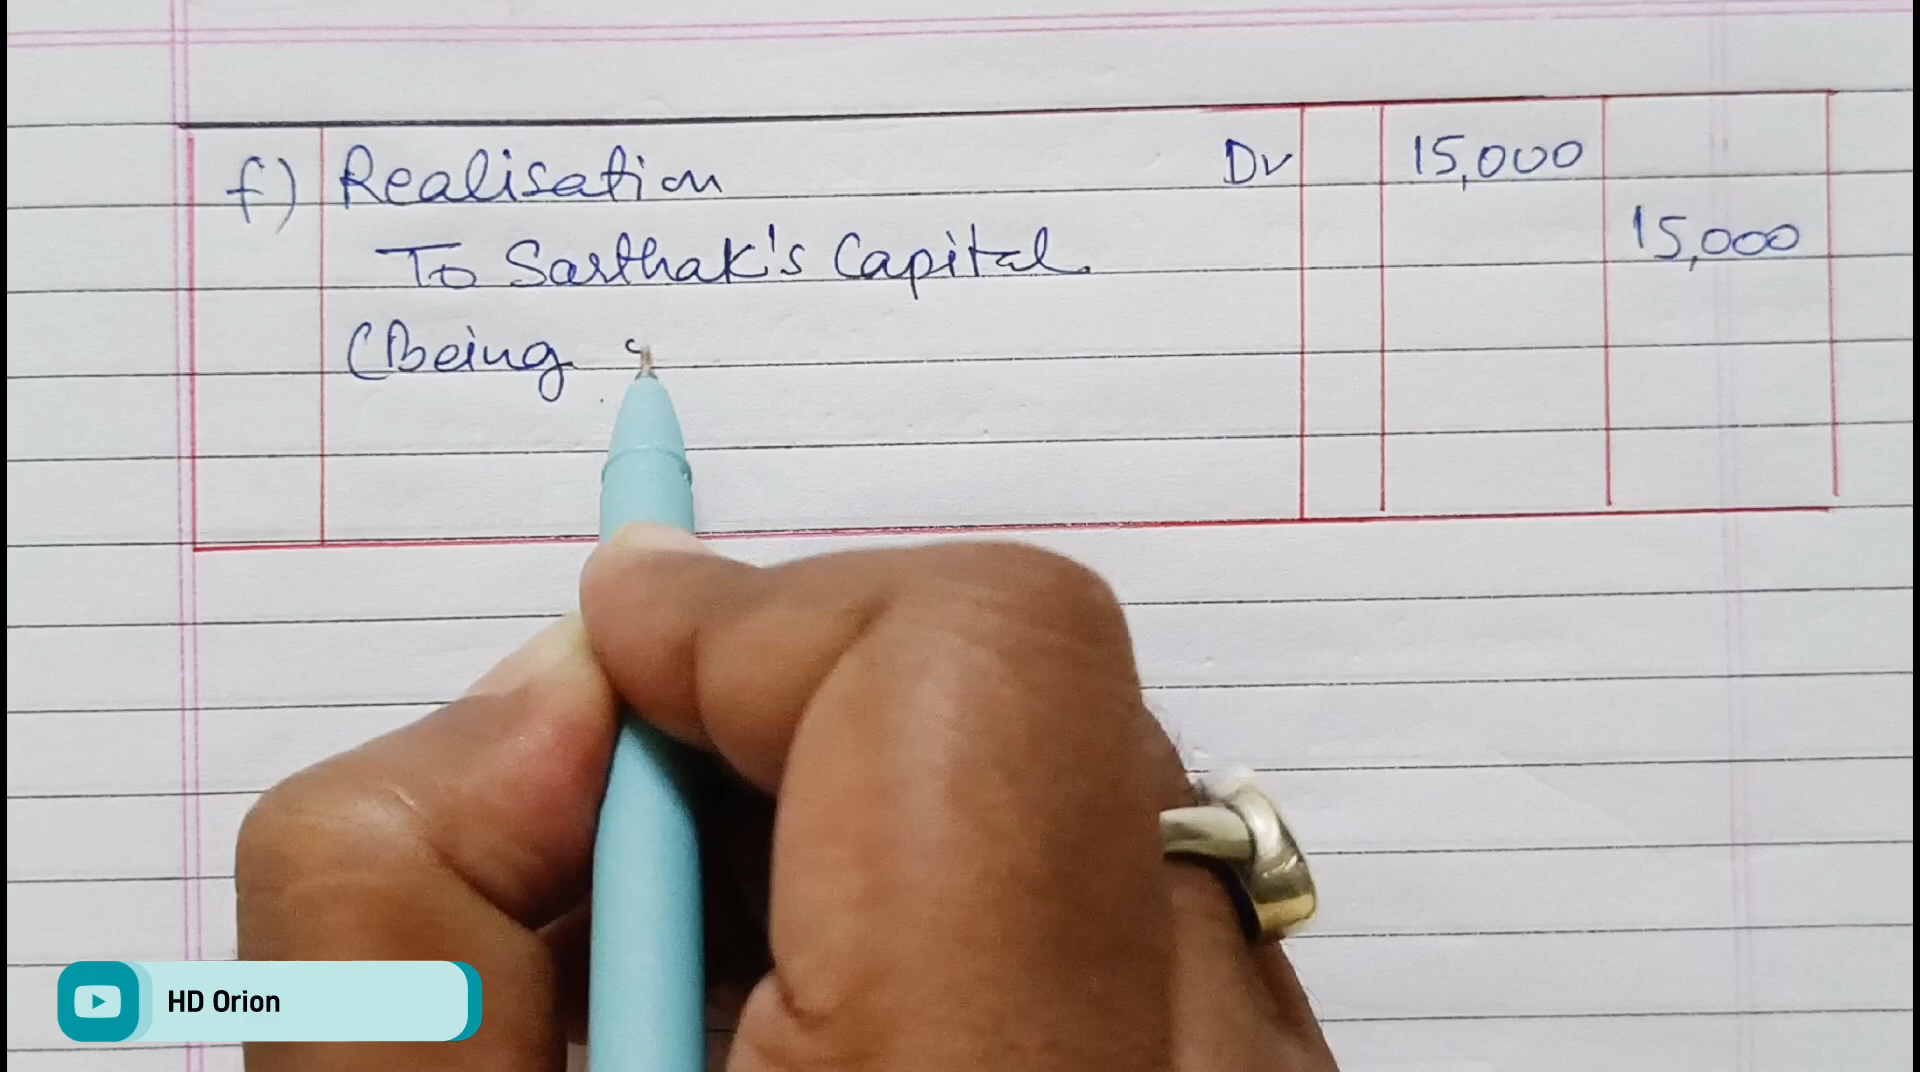 f) Realisation Dr 15,000
To Sarthak's Capital 15,000
(Being
HD Orion